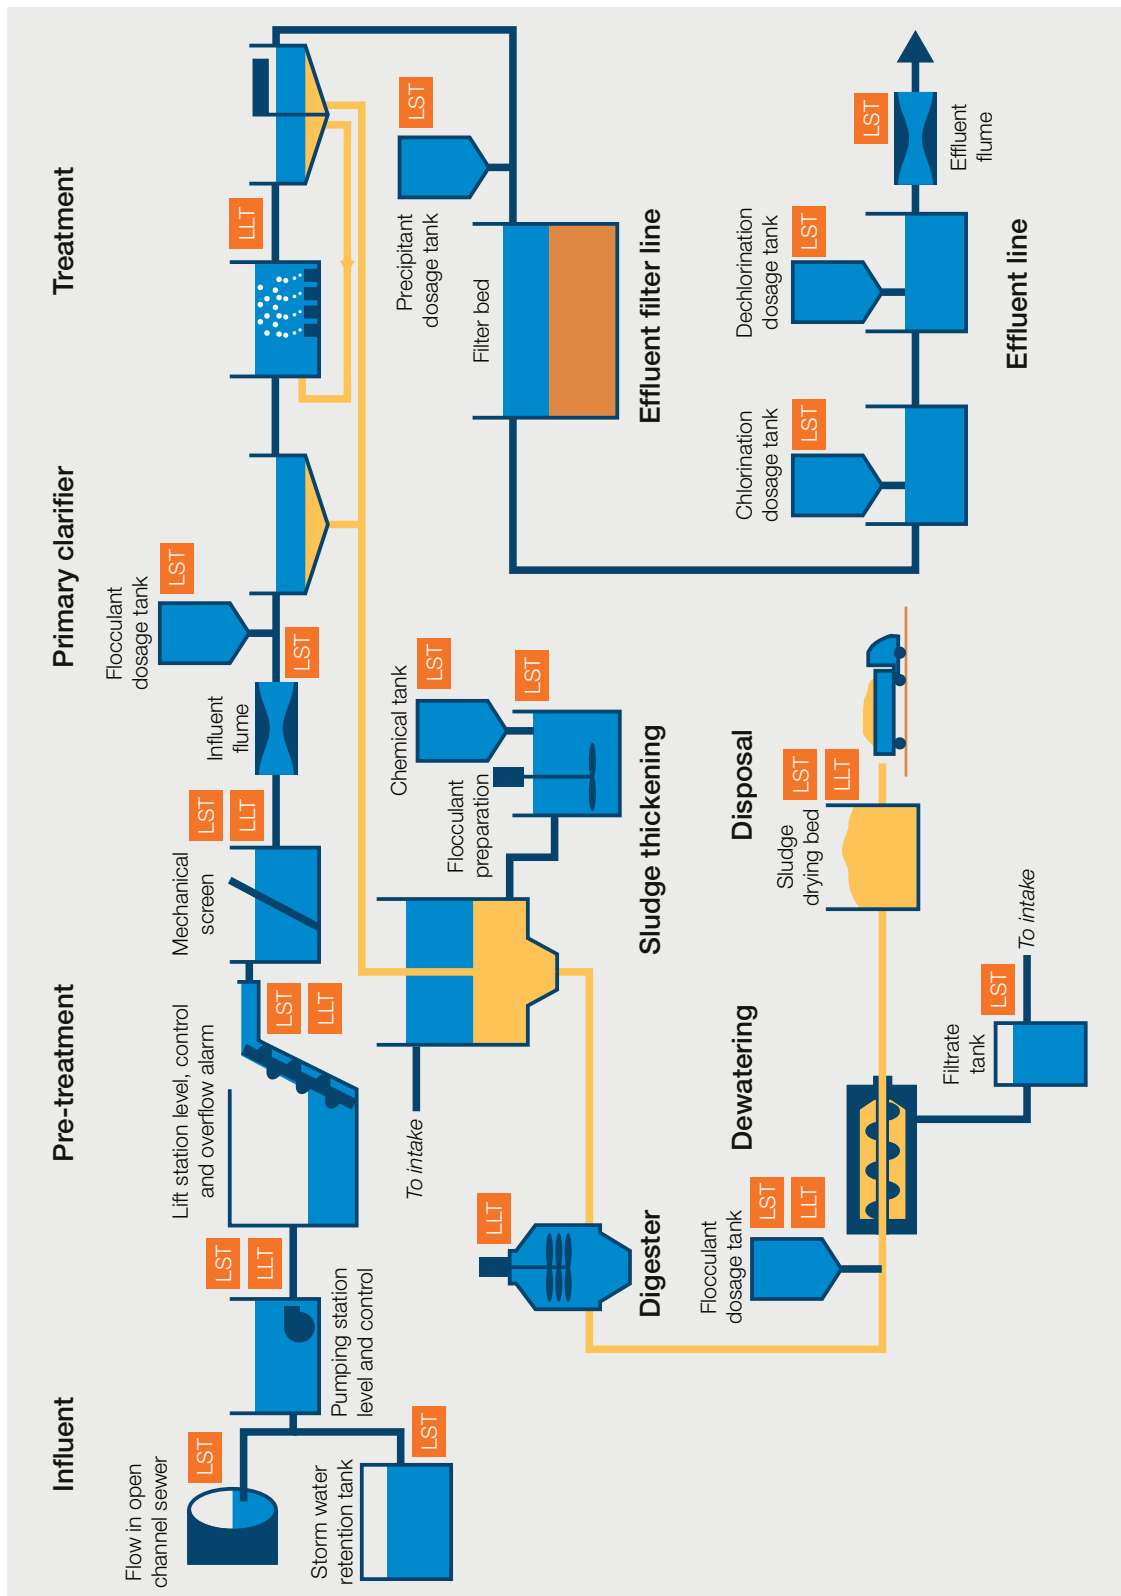 Influent
Pre-treatment
Primary clarifier
Treatment
Flow in open
channel sewer
LST
Storm water
retention tank
LST
Pumping station
level and control
LST
LLT
Lift station level, control
and overflow alarm
LST
LLT
Mechanical
screen
LST
LLT
Influent
flume
LST
Flocculant
dosage tank
LST
LLT
To intake
Flocculant
preparation
Chemical tank
LST
LST
Sludge thickening
Precipitant
dosage tank
LST
Filter bed
Effluent filter line
LLT
Digester
Flocculant
dosage tank
LST
LLT
Dewatering
Filtrate
tank
LST
To intake
Disposal
Sludge
drying bed
LST
LLT
Chlorination
dosage tank
LST
Dechlorination
dosage tank
LST
LST
Effluent
flume
Effluent line